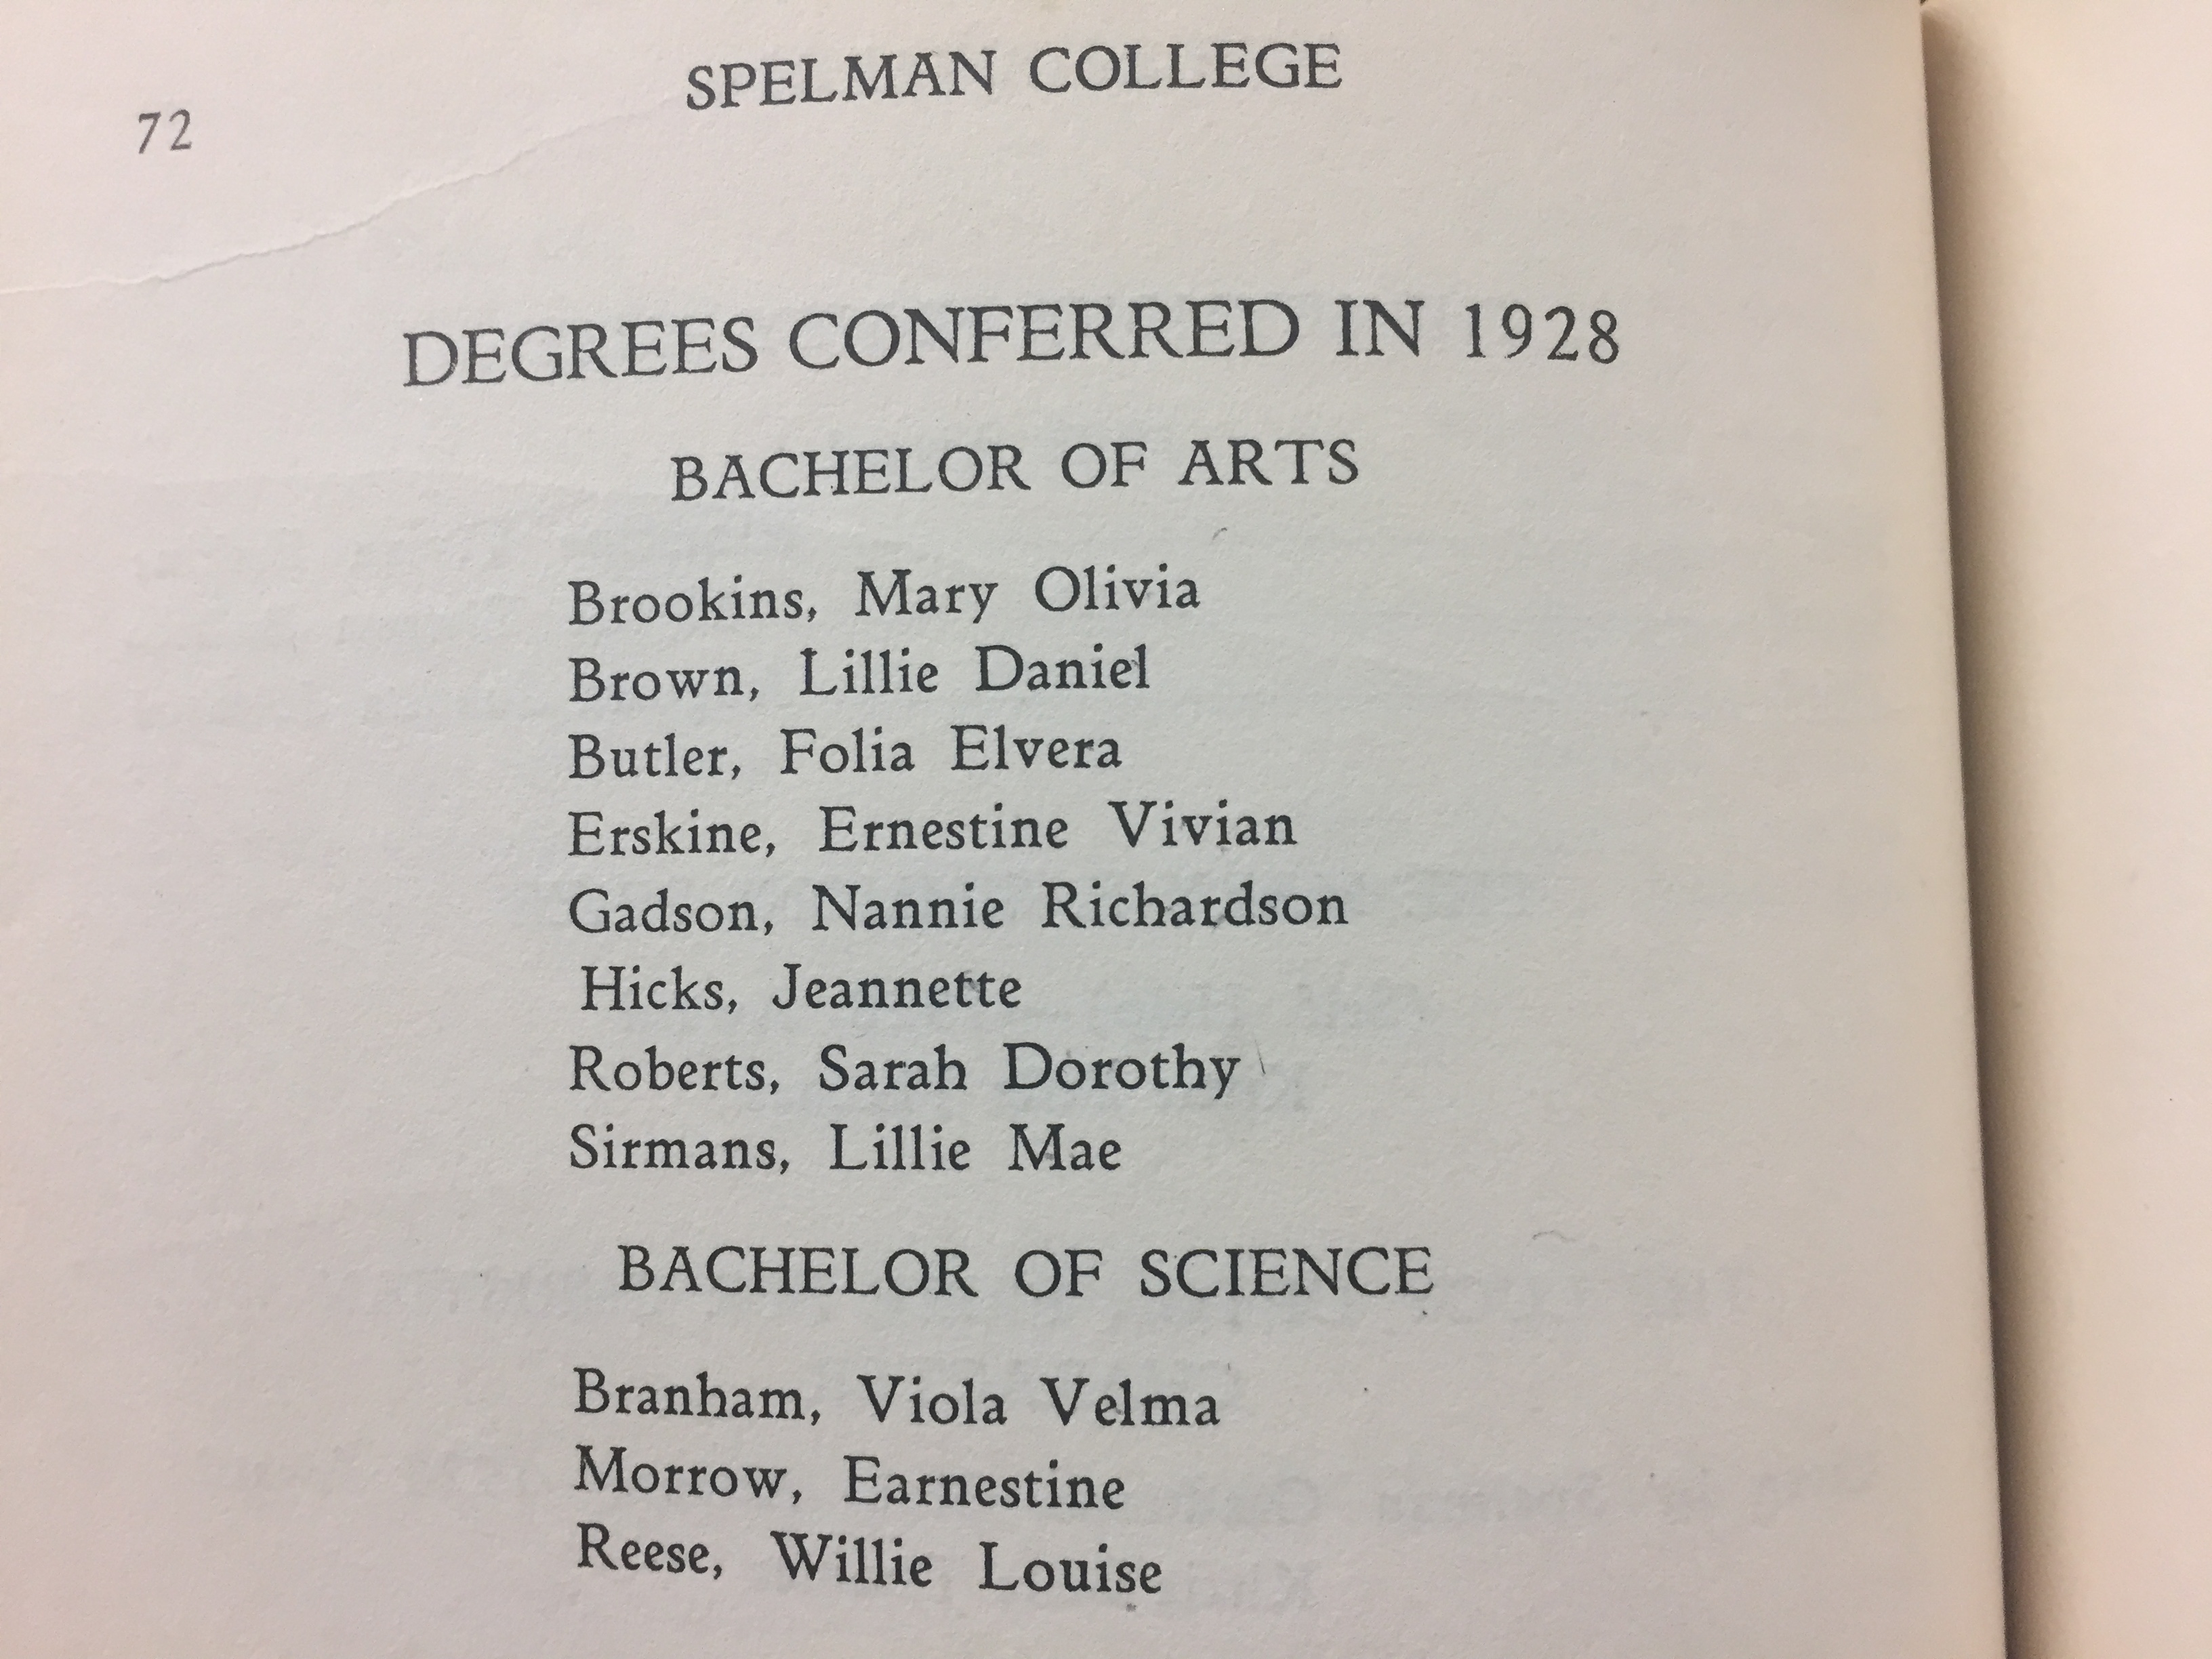 SPELMAN COLLEGE
72
DEGREES CONFERRED IN 1928
BACHELOR OF ARTS
Brookins, Mary Olivia
Brown, Lillie Daniel
Butler, Folia Elvera
Erskine, Ernestine Vivian
Gadson, Nannie Richardson
Hicks, Jeannette
Roberts, Sarah Dorothy
Sirmans, Lillie Mae
BACHELOR OF SCIENCE
Branham, Viola Velma
Morrow, Earnestine
Reese, Willie Louise